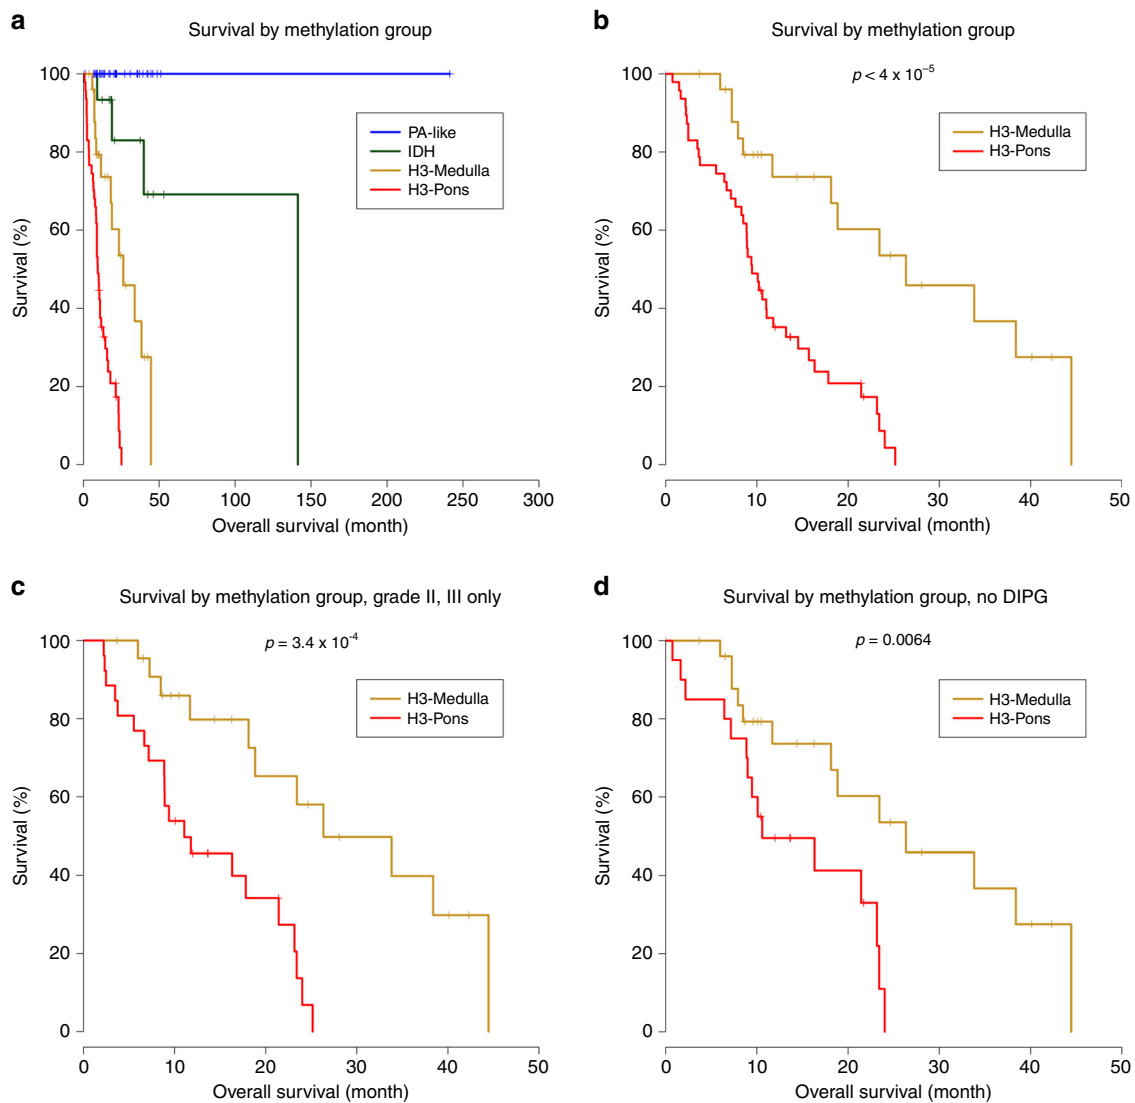 a
Survival by methylation group
100
80
60
40
20
0
Survival (%)
PA-like
IDH
H3-Medulla
H3-Pons
0 50 100 150 200 250 300
Overall survival (month)
b
Survival by methylation group
p < 4 x 10⁻⁵
100
80
60
40
20
0
Survival (%)
H3-Medulla
H3-Pons
0 10 20 30 40 50
Overall survival (month)
c
Survival by methylation group, grade II, III only
p = 3.4 x 10⁻⁴
100
80
60
40
20
0
Survival (%)
H3-Medulla
H3-Pons
0 10 20 30 40 50
Overall survival (month)
d
Survival by methylation group, no DIPG
p = 0.0064
100
80
60
40
20
0
Survival (%)
H3-Medulla
H3-Pons
0 10 20 30 40 50
Overall survival (month)